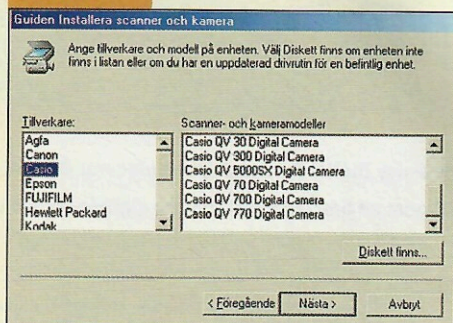 Guiden Installera scanner och kamera
Ange tillverkare och modell på enheten. Välj Diskett finns om enheten inte
finns i listan eller om du har en uppdaterad drivrutin för en befintlig enhet.
Tillverkare:
Agfa
Canon
Casio
Epson
FUJIFILM
Hewlett Packard
Kodak
Scanner- och kameramodeller
Casio QV 30 Digital Camera
Casio QV 300 Digital Camera
Casio QV 5000SX Digital Camera
Casio QV 70 Digital Camera
Casio QV 700 Digital Camera
Casio QV 770 Digital Camera
Diskett finns...
< Föregående
Nästa >
Avbryt